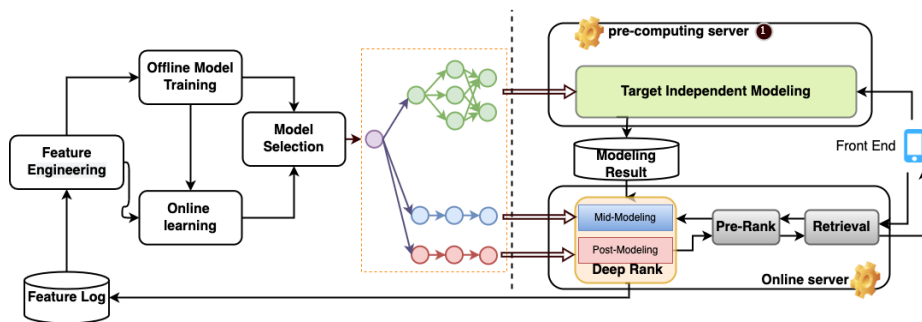 Offline Model
Training
Feature
Engineering
Model
Selection
Online
learning
Feature Log
pre-computing server 1
Target Independent Modeling
Modeling
Result
Front End
Mid-Modeling
Post-Modeling
Deep Rank
Pre-Rank
Retrieval
Online server